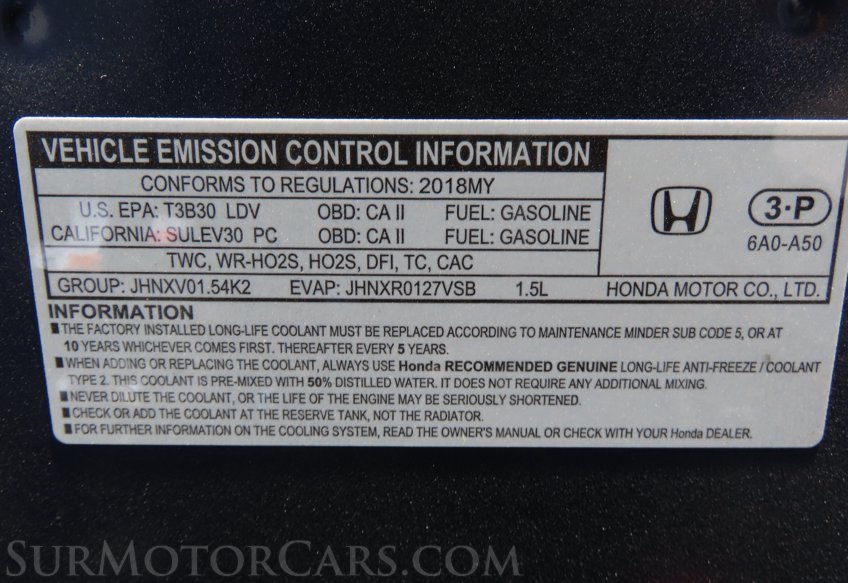 VEHICLE EMISSION CONTROL INFORMATION
CONFORMS TO REGULATIONS: 2018MY
U.S. EPA: T3B30 LDV OBD: CA II FUEL: GASOLINE
CALIFORNIA: SULEV30 PC OBD: CA II FUEL: GASOLINE
3·P
6A0-A50
TWC, WR-HO2S, HO2S, DFI, TC, CAC
GROUP: JHNXV01.54K2 EVAP: JHNXR0127VSB 1.5L HONDA MOTOR CO., LTD.
INFORMATION
■THE FACTORY INSTALLED LONG-LIFE COOLANT MUST BE REPLACED ACCORDING TO MAINTENANCE MINDER SUB CODE 5, OR AT
10 YEARS WHICHEVER COMES FIRST. THEREAFTER EVERY 5 YEARS.
■WHEN ADDING OR REPLACING THE COOLANT, ALWAYS USE Honda RECOMMENDED GENUINE LONG-LIFE ANTI-FREEZE / COOLANT
TYPE 2. THIS COOLANT IS PRE-MIXED WITH 50% DISTILLED WATER. IT DOES NOT REQUIRE ANY ADDITIONAL MIXING.
■NEVER DILUTE THE COOLANT, OR THE LIFE OF THE ENGINE MAY BE SERIOUSLY SHORTENED.
■CHECK OR ADD THE COOLANT AT THE RESERVE TANK, NOT THE RADIATOR.
■FOR FURTHER INFORMATION ON THE COOLING SYSTEM, READ THE OWNER'S MANUAL OR CHECK WITH YOUR Honda DEALER.
SURMOTORCARS.COM